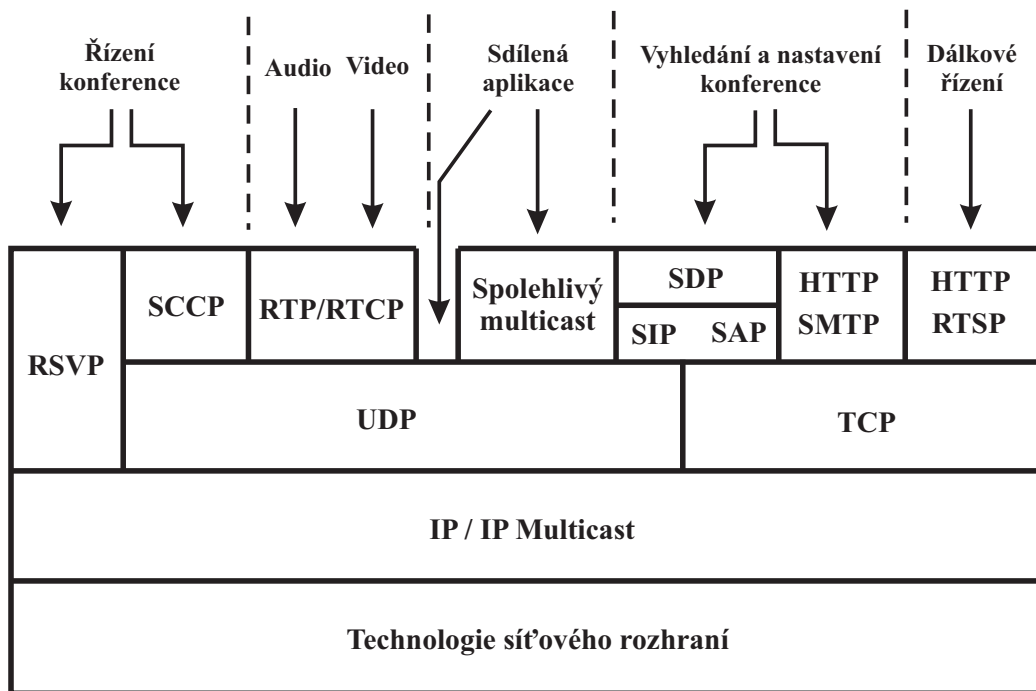 Řízení
konference
Audio
Video
Sdílená
aplikace
Vyhledání a nastavení
konference
Dálkové
řízení
RSVP
SCCP
RTP/RTCP
Spolehlivý
multicast
SDP
SIP
SAP
HTTP
SMTP
HTTP
RTSP
UDP
TCP
IP / IP Multicast
Technologie síťového rozhraní